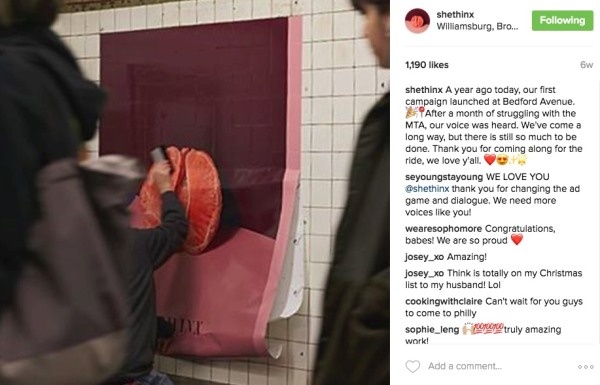 shethinx
Williamsburg, Bro...
Following
1,190 likes
6w
shethinx A year ago today, our first
campaign launched at Bedford Avenue.
🎉📍After a month of struggling with the
MTA, our voice was heard. We've come a
long way, but there is still so much to be
done. Thank you for coming along for the
ride, we love y'all. ❤️😍✨
seyoungstayoung WE LOVE YOU
@shethinx thank you for changing the ad
game and dialogue. We need more
voices like you!
wearesophomore Congratulations,
babes! We are so proud ❤️
josey_xo Amazing!
josey_xo Think is totally on my Christmas
list to my husband! Lol
cookingwithclaire Can't wait for you guys
to come to philly
sophie_leng 🙌🏻💯💯💯truly amazing
work!
Add a comment...